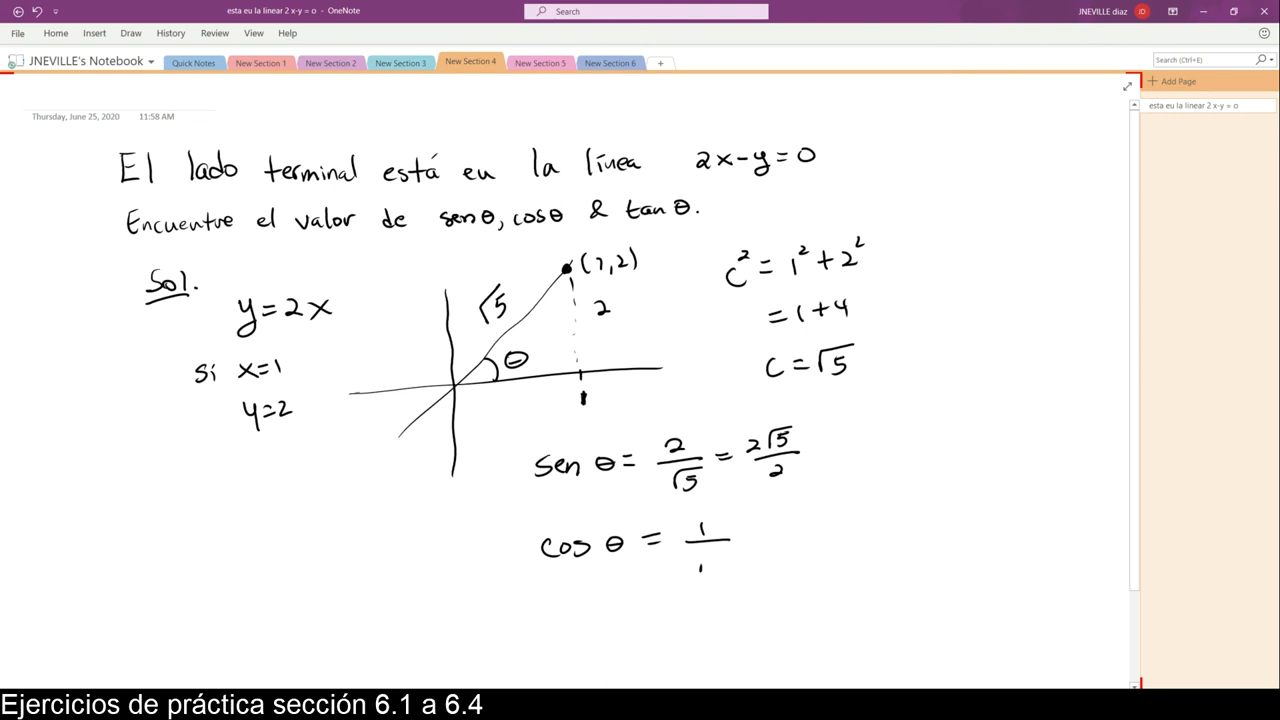 esta eu la linear 2 x-y = o - OneNote
Search
JNEVILLE diaz
JD
File Home Insert Draw History Review View Help
JNEVILLE's Notebook
Quick Notes
New Section 1
New Section 2
New Section 3
New Section 4
New Section 5
New Section 6
+
Search (Ctrl+E)
Add Page
esta eu la linear 2 x-y = o
Thursday, June 25, 2020 11:58 AM
El lado terminal está eu la línea 2x-y=0
Encuentre el valor de sen θ, cos θ & tan θ.
Sol.
y=2x
si x=1
y=2
√5
(1,2)
2
θ
1
c² = 1² + 2²
= 1+4
c = √5
sen θ = 2/√5 = 2√5/2
cos θ = 1/
Ejercicios de práctica sección 6.1 a 6.4